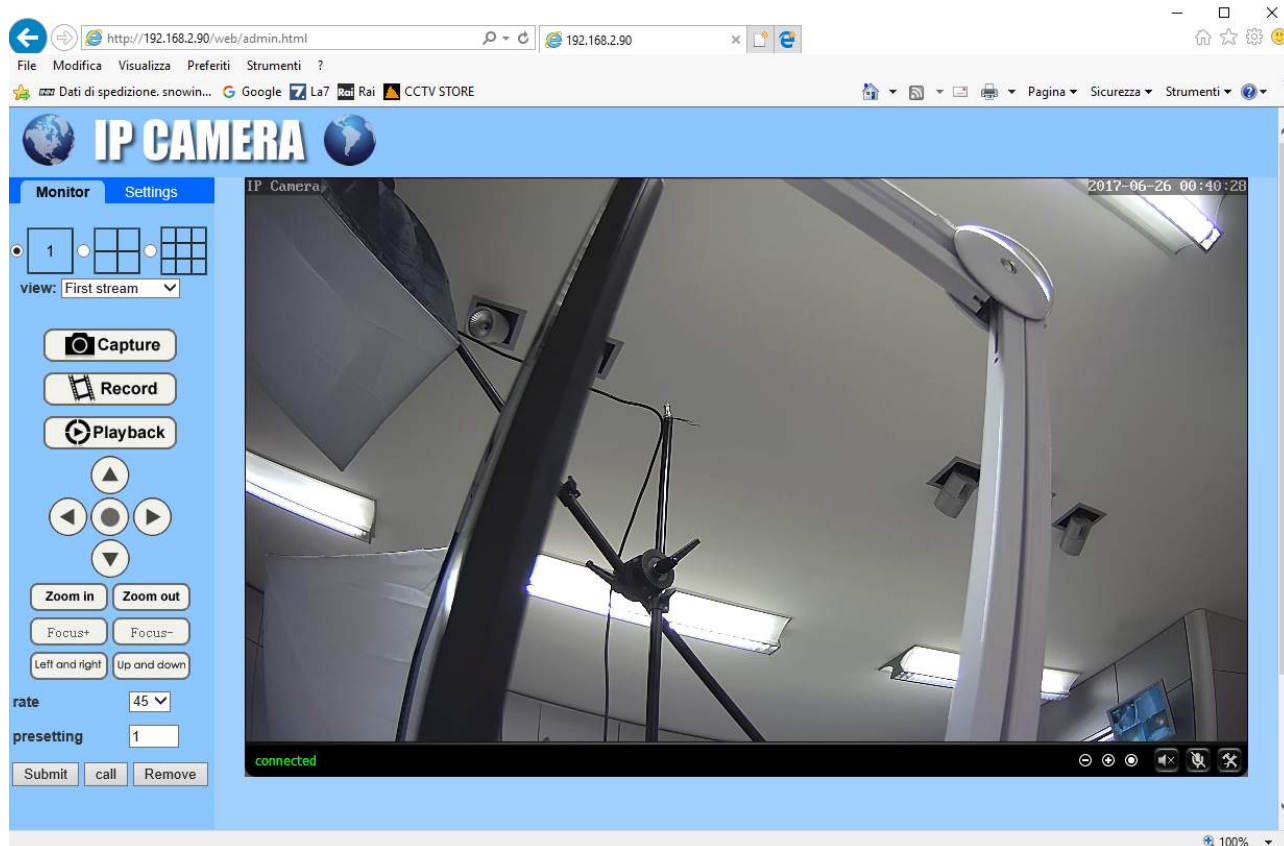 http://192.168.2.90/web/admin.html
192.168.2.90
File Modifica Visualizza Preferiti Strumenti ?
Dati di spedizione. snowin... Google La7 Rai Rai CCTV STORE
Pagina Sicurezza Strumenti
IP CAMERA
Monitor Settings
IP Camera
2017-06-26 00:40:28
1
view: First stream
Capture
Record
Playback
Zoom in Zoom out
Focus+ Focus-
Left and right Up and down
rate 45
presetting 1
Submit call Remove
connected
100%